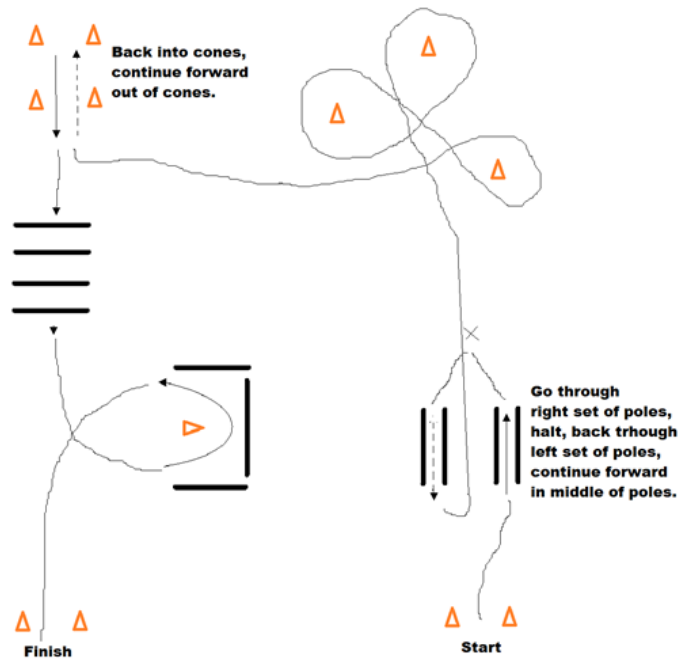 Back into cones,
continue forward
out of cones.
Go through
right set of poles,
halt, back trhough
left set of poles,
continue forward
in middle of poles.
Finish
Start